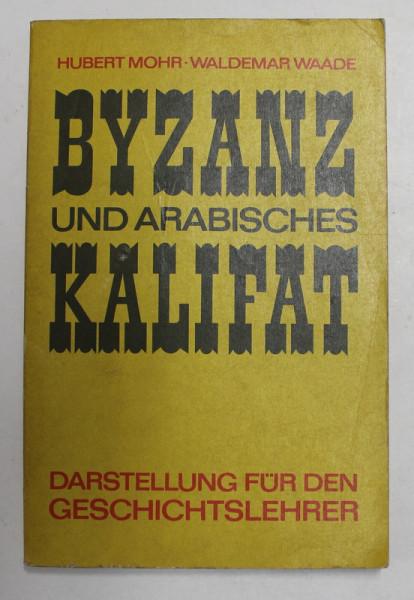 HUBERT MOHR · WALDEMAR WAADE
BYZANZ
UND ARABISCHES
KALIFAT
DARSTELLUNG FÜR DEN
GESCHICHTSLEHRER